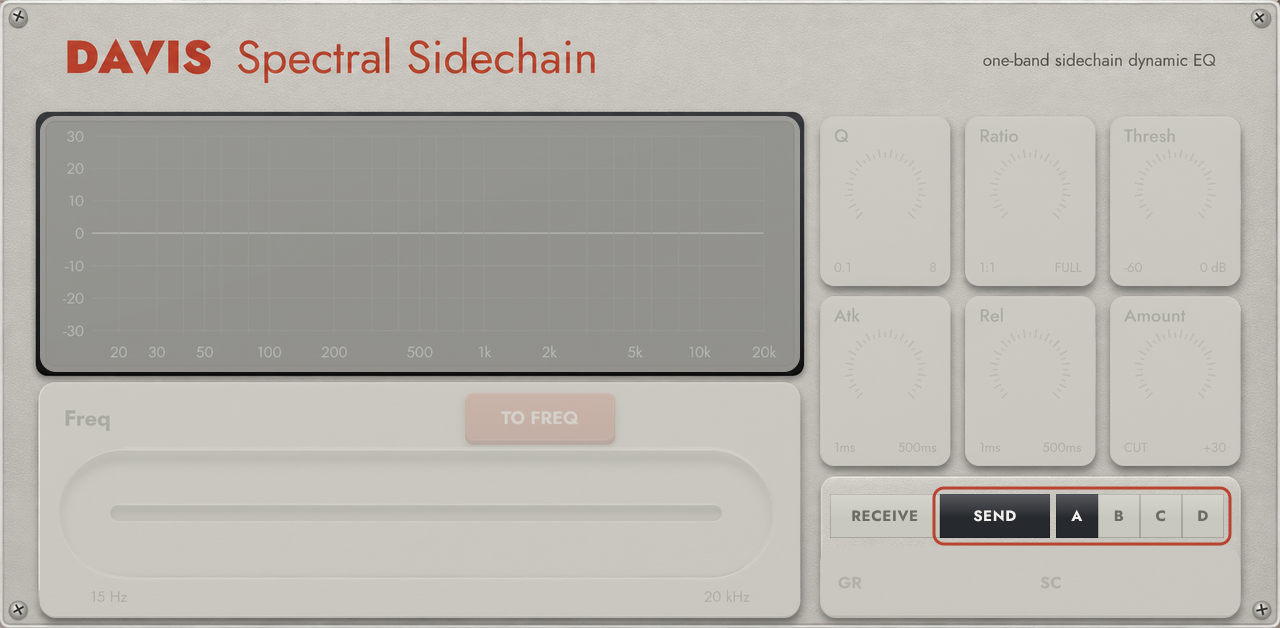 DAVIS Spectral Sidechain
one-band sidechain dynamic EQ
30
20
10
0
-10
-20
-30
20 30 50 100 200 500 1k 2k 5k 10k 20k
Q
0.1 8
Ratio
1:1 FULL
Thresh
-60 0 dB
Atk
1ms 500ms
Rel
1ms 500ms
Amount
CUT +30
Freq
TO FREQ
15 Hz 20 kHz
RECEIVE SEND A B C D
GR SC